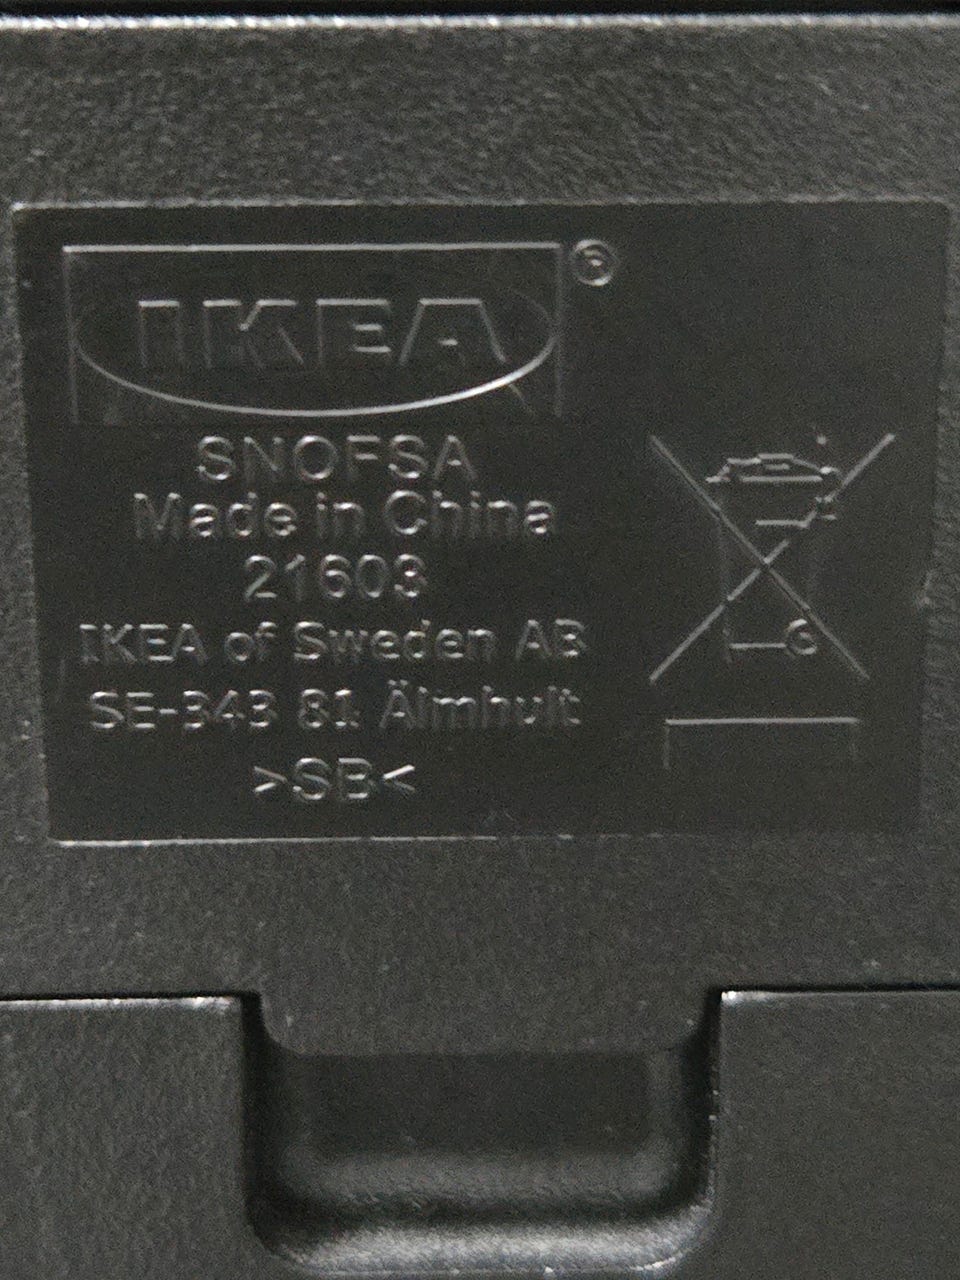 IKEA®
SNOFSA
Made in China
21603
IKEA of Sweden AB
SE-343 81 Älmhult
>SB<